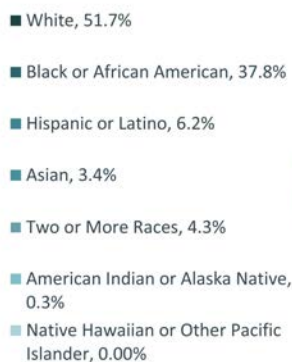 White, 51.7%
Black or African American, 37.8%
Hispanic or Latino, 6.2%
Asian, 3.4%
Two or More Races, 4.3%
American Indian or Alaska Native,
0.3%
Native Hawaiian or Other Pacific
Islander, 0.00%